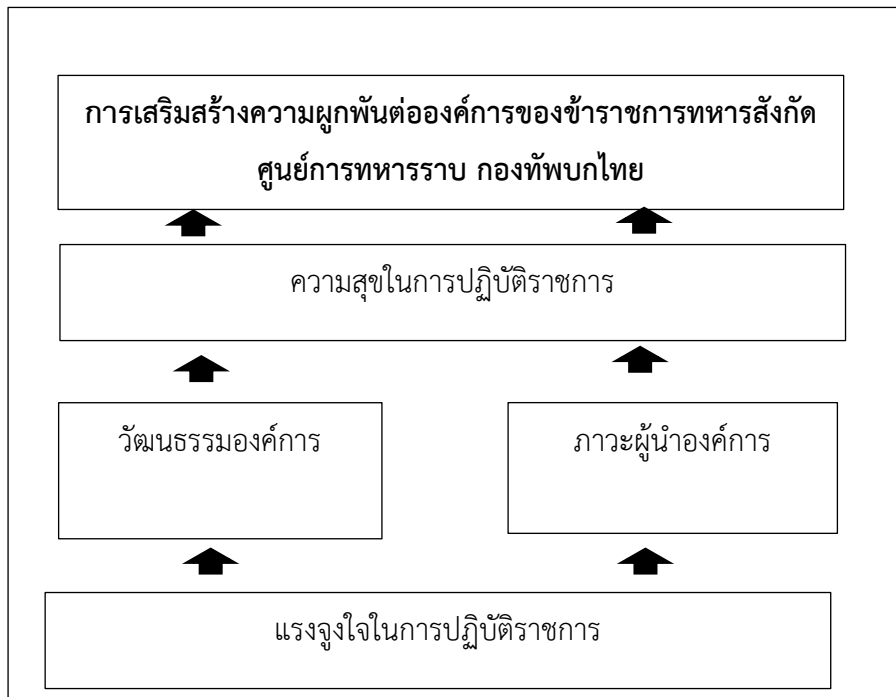 การเสริมสร้างความผูกพันต่อองค์การของข้าราชการทหารสังกัด
ศูนย์การทหารราบ กองทัพบกไทย
ความสุขในการปฏิบัติราชการ
วัฒนธรรมองค์การ
ภาวะผู้นำองค์การ
แรงจูงใจในการปฏิบัติราชการ